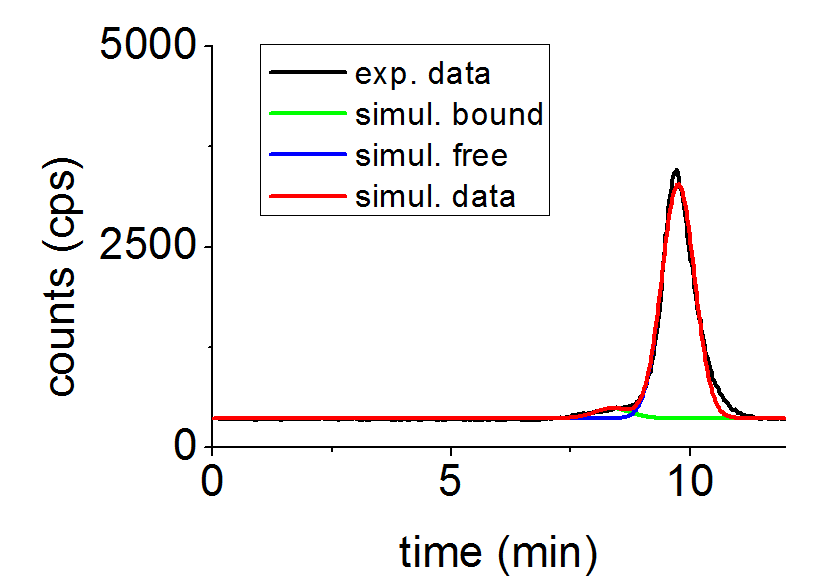 5000
exp. data
simul. bound
simul. free
simul. data
counts (cps)
2500
0
0 5 10
time (min)